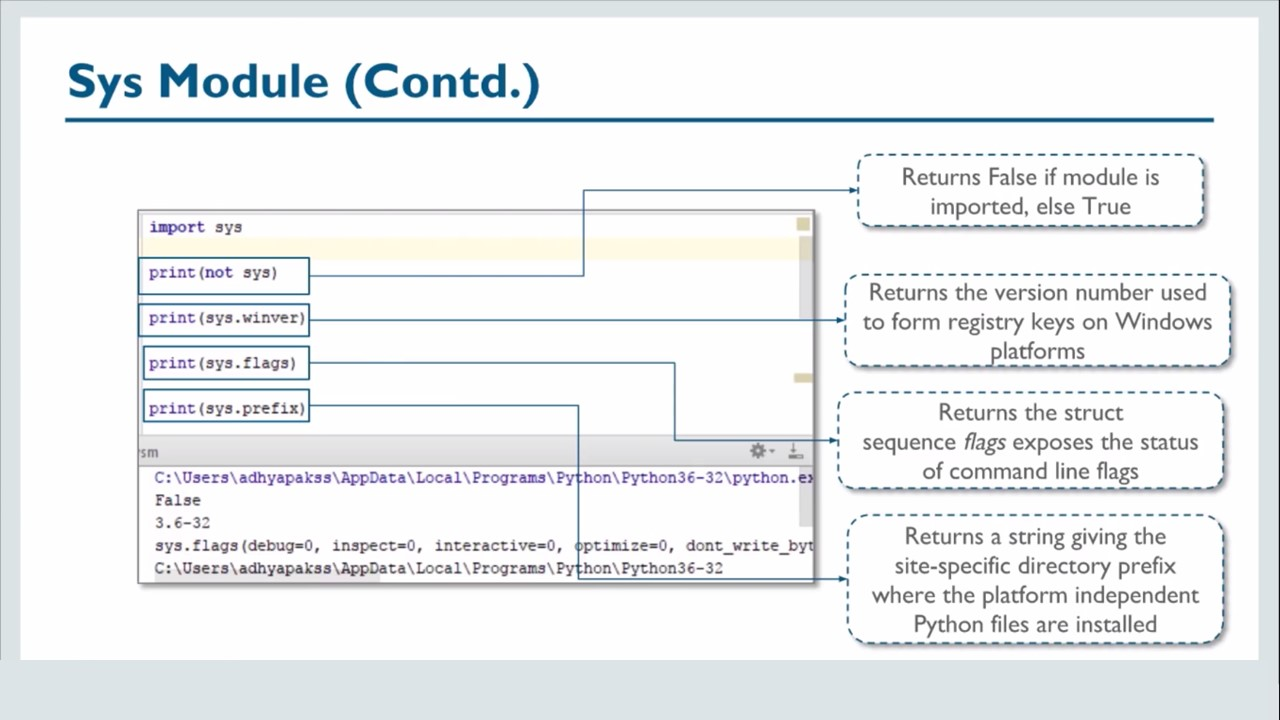 Sys Module (Contd.)
import sys
print(not sys)
print(sys.winver)
print(sys.flags)
print(sys.prefix)
Returns False if module is
imported, else True
Returns the version number used
to form registry keys on Windows
platforms
Returns the struct
sequence flags exposes the status
of command line flags
Returns a string giving the
site-specific directory prefix
where the platform independent
Python files are installed
sm
C:\Users\adhyapakss\AppData\Local\Programs\Python\Python36-32\python.ex
False
3.6-32
sys.flags(debug=0, inspect=0, interactive=0, optimize=0, dont_write_byt
C:\Users\adhyapakss\AppData\Local\Programs\Python\Python36-32